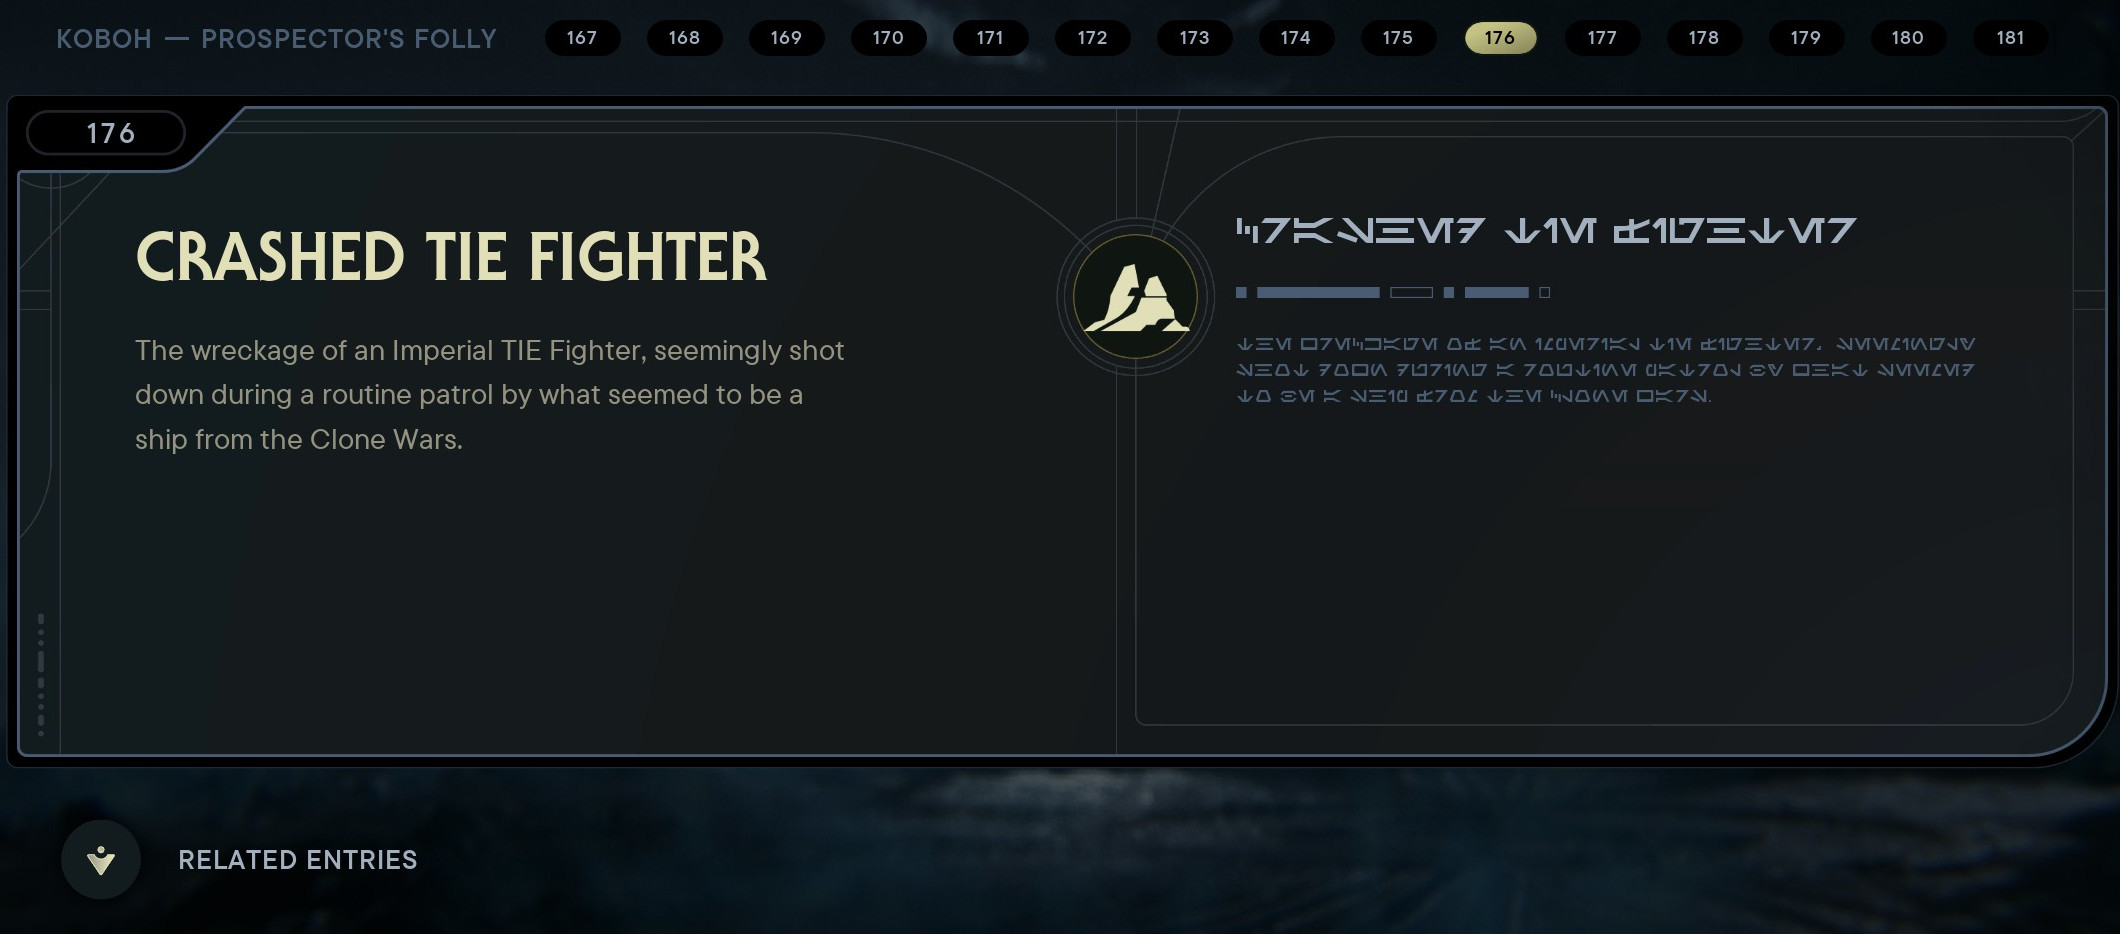 KOBOH — PROSPECTOR'S FOLLY 167 168 169 170 171 172 173 174 175 176 177 178 179 180 181
176
CRASHED TIE FIGHTER
The wreckage of an Imperial TIE Fighter, seemingly shot
down during a routine patrol by what seemed to be a
ship from the Clone Wars.
RELATED ENTRIES